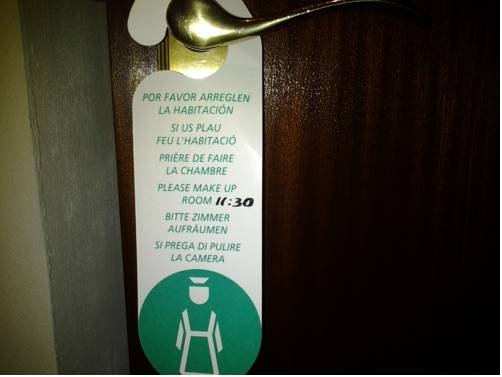 POR FAVOR ARREGLEN
LA HABITACIÓN
SI US PLAU
FEU L'HABITACIÓ
PRIÈRE DE FAIRE
LA CHAMBRE
PLEASE MAKE UP
ROOM 11:30
BITTE ZIMMER
AUFRÄUMEN
SI PREGA DI PULIRE
LA CAMERA